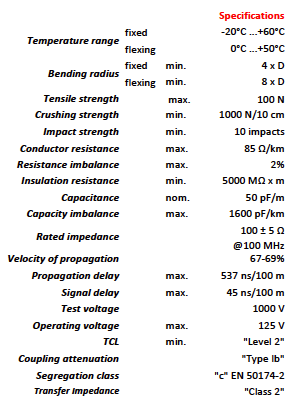 Specifications
fixed -20°C ...+60°C
Temperature range
flexing 0°C ...+50°C
fixed min. 4 x D
Bending radius
flexing min. 8 x D
Tensile strength max. 100 N
Crushing strength min. 1000 N/10 cm
Impact strength min. 10 impacts
Conductor resistance max. 85 Ω/km
Resistance imbalance max. 2%
Insulation resistance min. 5000 MΩ x m
Capacitance nom. 50 pF/m
Capacity imbalance max. 1600 pF/km
100 ± 5 Ω
Rated impedance
@100 MHz
Velocity of propagation 67-69%
Propagation delay max. 537 ns/100 m
Signal delay max. 45 ns/100 m
Test voltage 1000 V
Operating voltage max. 125 V
TCL min. "Level 2"
Coupling attenuation "Type Ib"
Segregation class "c" EN 50174-2
Transfer Impedance "Class 2"